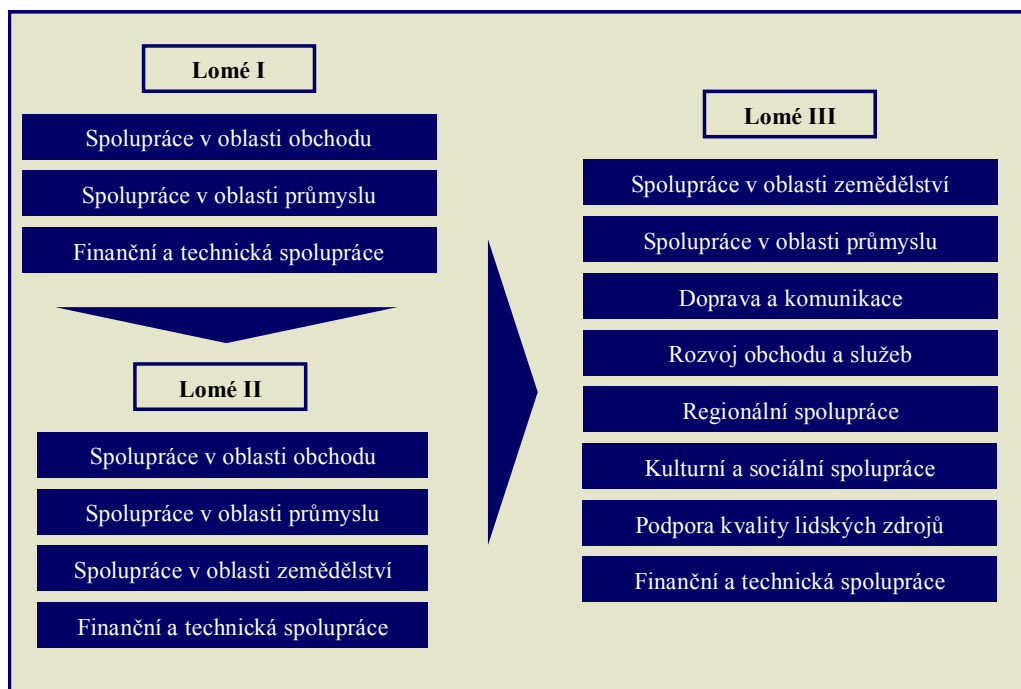 Lomé I
Spolupráce v oblasti obchodu
Spolupráce v oblasti průmyslu
Finanční a technická spolupráce
Lomé II
Spolupráce v oblasti obchodu
Spolupráce v oblasti průmyslu
Spolupráce v oblasti zemědělství
Finanční a technická spolupráce
Lomé III
Spolupráce v oblasti zemědělství
Spolupráce v oblasti průmyslu
Doprava a komunikace
Rozvoj obchodu a služeb
Regionální spolupráce
Kulturní a sociální spolupráce
Podpora kvality lidských zdrojů
Finanční a technická spolupráce